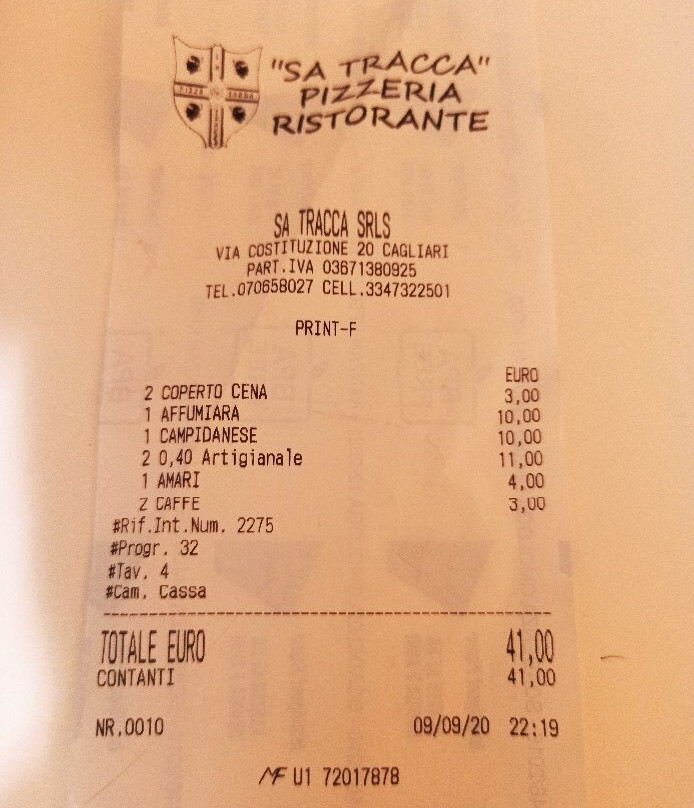 "SA TRACCA"
PIZZERIA
RISTORANTE
SA TRACCA SRLS
VIA COSTITUZIONE 20 CAGLIARI
PART.IVA 03671380925
TEL.070658027 CELL.3347322501
PRINT-F
EURO
2 COPERTO CENA 3,00
1 AFFUMIARA 10,00
1 CAMPIDANESE 10,00
2 0,40 Artigianale 11,00
1 AMARI 4,00
2 CAFFE 3,00
#Rif.Int.Num. 2275
#Progr. 32
#Tav. 4
#Cam. Cassa
TOTALE EURO 41,00
CONTANTI 41,00
NR.0010 09/09/20 22:19
MF U1 72017878